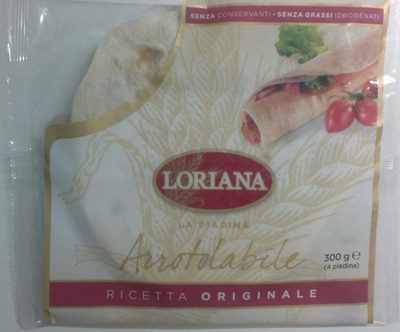 SENZA CONSERVANTI • SENZA GRASSI IDROGENATI
LORIANA
LA PIADINA
Arrotolabile
300 g ℮
(4 piadine)
RICETTA ORIGINALE